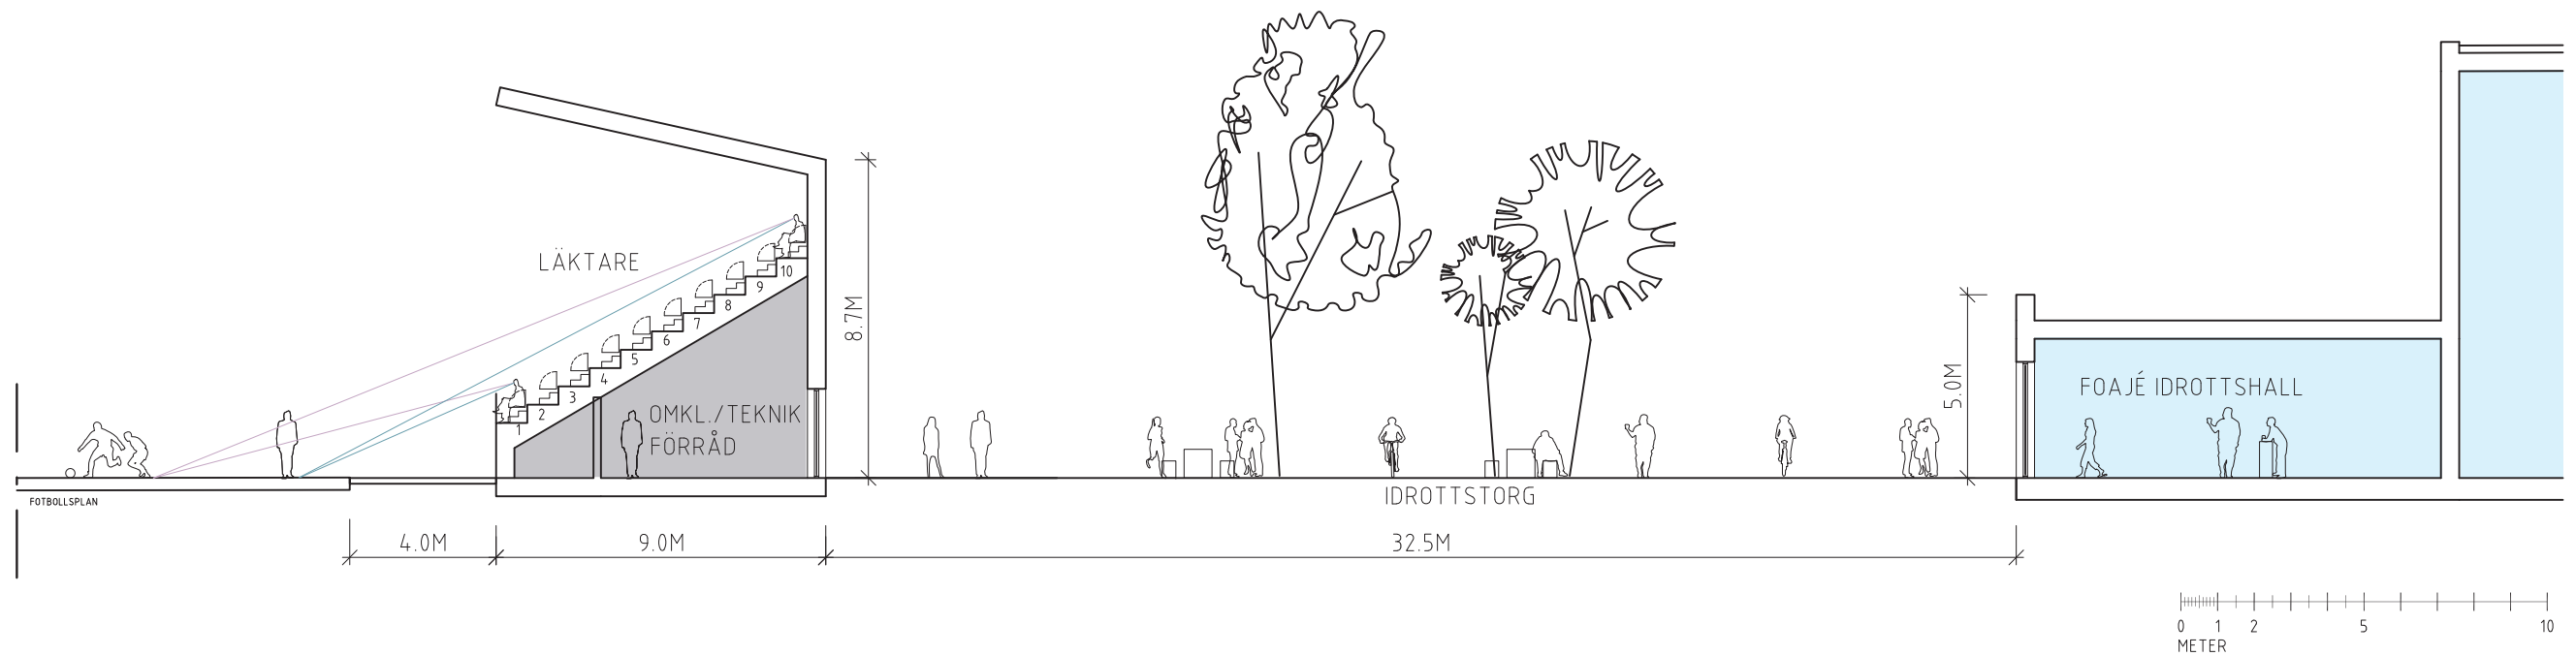 LÄKTARE
10
9
8
7
6
5
4
3
2
1
OMKL./TEKNIK
FÖRRÅD
8.7M
5.0M
FOAJÉ IDROTTSHALL
IDROTTSTORG
FOTBOLLSPLAN
4.0M
9.0M
32.5M
0 1 2 5 10
METER